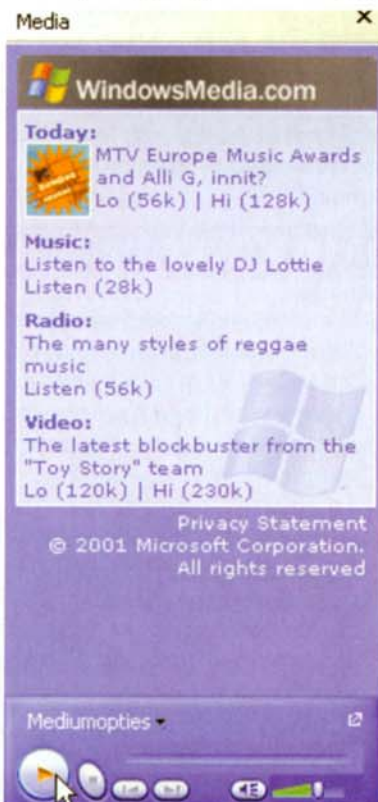 Media
WindowsMedia.com
Today:
MTV Europe Music Awards
and Alli G, innit?
Lo (56k) | Hi (128k)
Music:
Listen to the lovely DJ Lottie
Listen (28k)
Radio:
The many styles of reggae
music
Listen (56k)
Video:
The latest blockbuster from the
"Toy Story" team
Lo (120k) | Hi (230k)
Privacy Statement
© 2001 Microsoft Corporation.
All rights reserved
Mediumopties